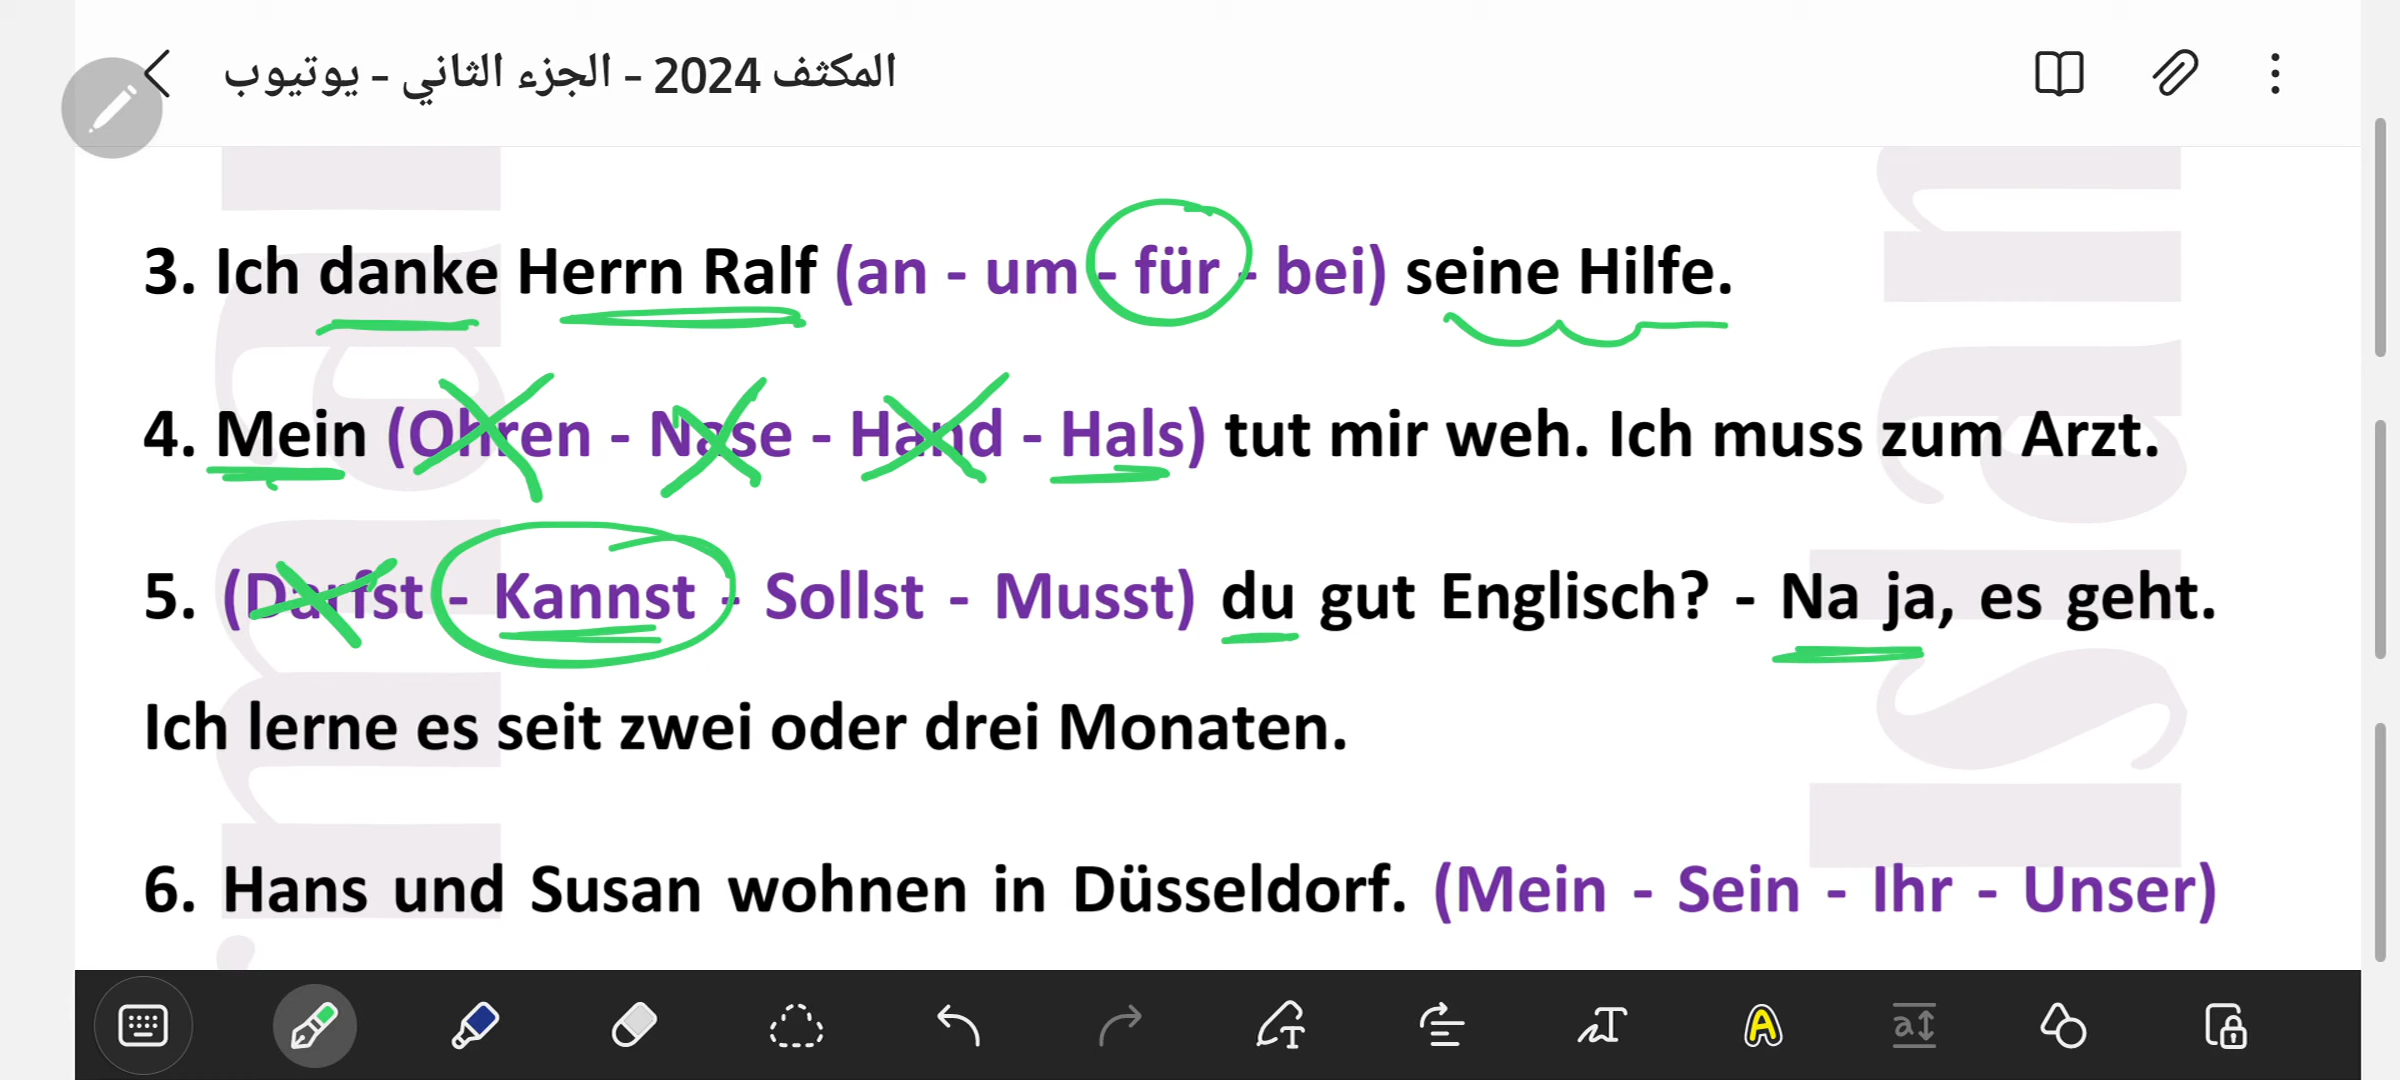 المكثف 2024 - الجزء الثاني - يوتيوب
3. Ich danke Herrn Ralf (an - um - für - bei) seine Hilfe.
4. Mein (Ohren - Nase - Hand - Hals) tut mir weh. Ich muss zum Arzt.
5. (Darfst - Kannst - Sollst - Musst) du gut Englisch? - Na ja, es geht.
Ich lerne es seit zwei oder drei Monaten.
6. Hans und Susan wohnen in Düsseldorf. (Mein - Sein - Ihr - Unser)